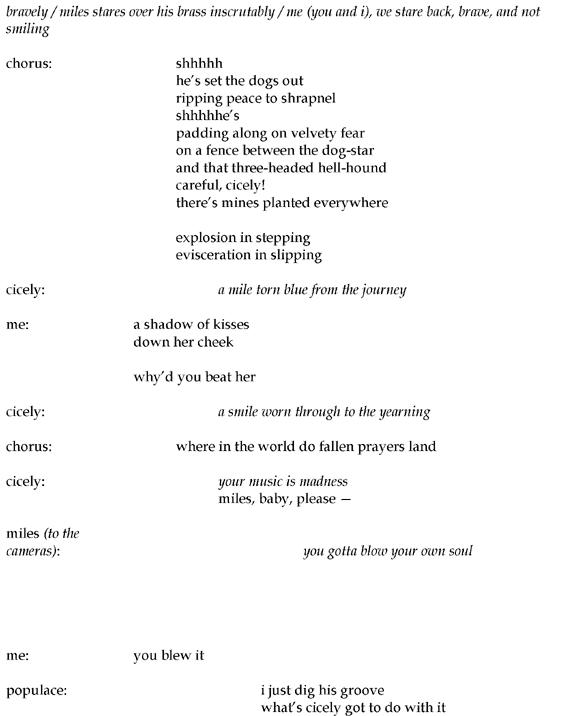 bravely / miles stares over his brass inscrutably / me (you and i), we stare back, brave, and not
smiling
chorus: shhhhh
he’s set the dogs out
ripping peace to shrapnel
shhhhhe’s
padding along on velvety fear
on a fence between the dog-star
and that three-headed hell-hound
careful, cicely!
there’s mines planted everywhere
explosion in stepping
evisceration in slipping
cicely: a mile torn blue from the journey
me: a shadow of kisses
down her cheek
why’d you beat her
cicely: a smile worn through to the yearning
chorus: where in the world do fallen prayers land
cicely: your music is madness
miles, baby, please —
miles (to the
cameras): you gotta blow your own soul
me: you blew it
populace: i just dig his groove
what’s cicely got to do with it